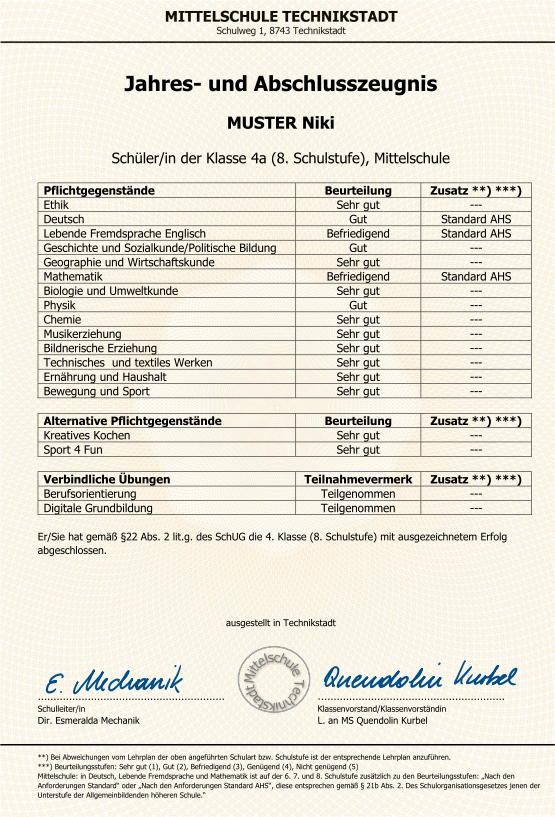 MITTELSCHULE TECHNIKSTADT
Schulweg 1, 8743 Technikstadt
Jahres- und Abschlusszeugnis
MUSTER Niki
Schüler/in der Klasse 4a (8. Schulstufe), Mittelschule
Pflichtgegenstände Beurteilung Zusatz **) ***)
Ethik Sehr gut ---
Deutsch Gut Standard AHS
Lebende Fremdsprache Englisch Befriedigend Standard AHS
Geschichte und Sozialkunde/Politische Bildung Gut ---
Geographie und Wirtschaftskunde Sehr gut ---
Mathematik Befriedigend Standard AHS
Biologie und Umweltkunde Sehr gut ---
Physik Gut ---
Chemie Sehr gut ---
Musikerziehung Sehr gut ---
Bildnerische Erziehung Sehr gut ---
Technisches und textiles Werken Sehr gut ---
Ernährung und Haushalt Sehr gut ---
Bewegung und Sport Sehr gut ---
Alternative Pflichtgegenstände Beurteilung Zusatz **) ***)
Kreatives Kochen Sehr gut ---
Sport 4 Fun Sehr gut ---
Verbindliche Übungen Teilnahmevermerk Zusatz **) ***)
Berufsorientierung Teilgenommen ---
Digitale Grundbildung Teilgenommen ---
Er/Sie hat gemäß §22 Abs. 2 lit.g. des SchUG die 4. Klasse (8. Schulstufe) mit ausgezeichnetem Erfolg
abgeschlossen.
ausgestellt in Technikstadt
E. Mechanik
Mittelschule Technikstadt
Quendolin Kurbel
Schulleiter/in Klassenvorstand/Klassenvorständin
Dir. Esmeralda Mechanik L. an MS Quendolin Kurbel
**) Bei Abweichungen vom Lehrplan der oben angeführten Schulart bzw. Schulstufe ist der entsprechende Lehrplan anzuführen.
***) Beurteilungsstufen: Sehr gut (1), Gut (2), Befriedigend (3), Genügend (4), Nicht genügend (5)
Mittelschule: in Deutsch, Lebende Fremdsprache und Mathematik ist auf der 6. 7. und 8. Schulstufe zusätzlich zu den Beurteilungsstufen: „Nach den
Anforderungen Standard" oder „Nach den Anforderungen Standard AHS", diese entsprechen gemäß § 21b Abs. 2. Des Schulorganisationsgesetzes jenen der
Unterstufe der Allgemeinbildenden höheren Schule.“